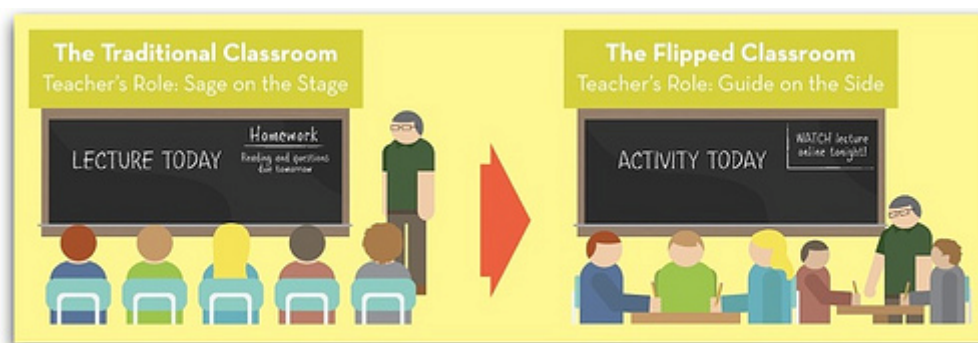 The Traditional Classroom
Teacher's Role: Sage on the Stage
LECTURE TODAY
Homework
Reading and questions
due tomorrow
The Flipped Classroom
Teacher's Role: Guide on the Side
ACTIVITY TODAY
WATCH lecture
online tonight!